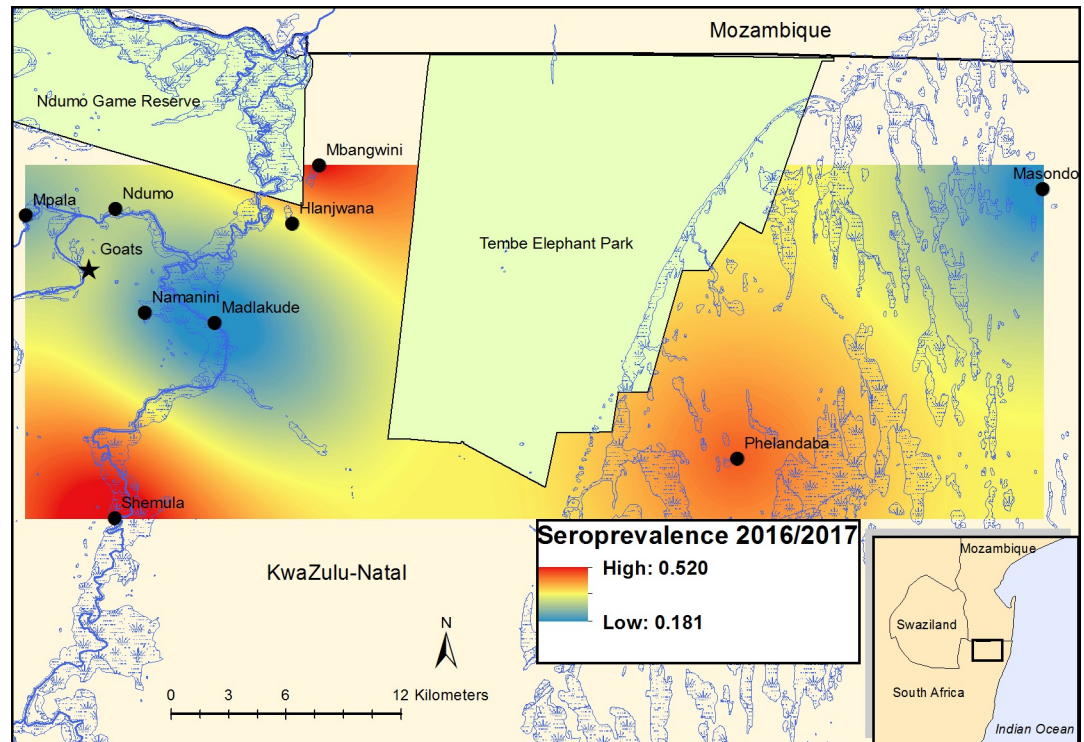 Mozambique
Ndumo Game Reserve
Mbangwini
Masondo
Mpala
Ndumo
Hlanjwana
Goats
Tembe Elephant Park
Namanini
Madlakude
Phelandaba
Shemula
KwaZulu-Natal
Seroprevalence 2016/2017
High: 0.520
Low: 0.181
N
0 3 6 12 Kilometers
Mozambique
Swaziland
South Africa
Indian Ocean